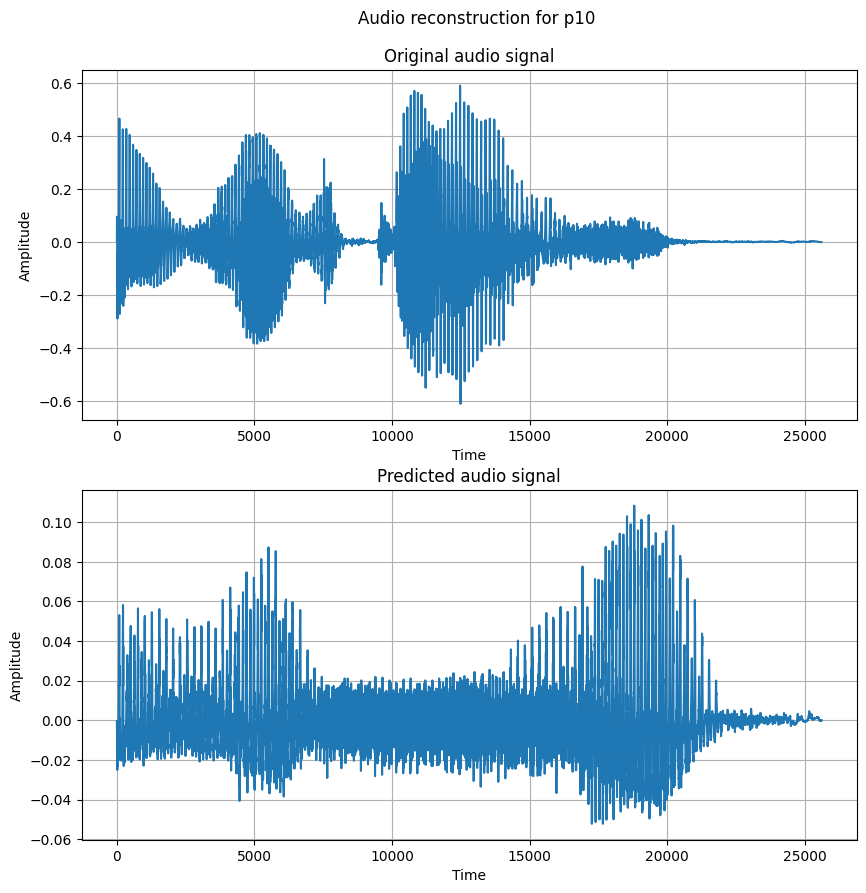 Audio reconstruction for p10
Original audio signal
0.6
0.4
0.2
0.0
−0.2
−0.4
−0.6
Amplitude
0 5000 10000 15000 20000 25000
Time
Predicted audio signal
0.10
0.08
0.06
0.04
0.02
0.00
−0.02
−0.04
−0.06
Amplitude
0 5000 10000 15000 20000 25000
Time